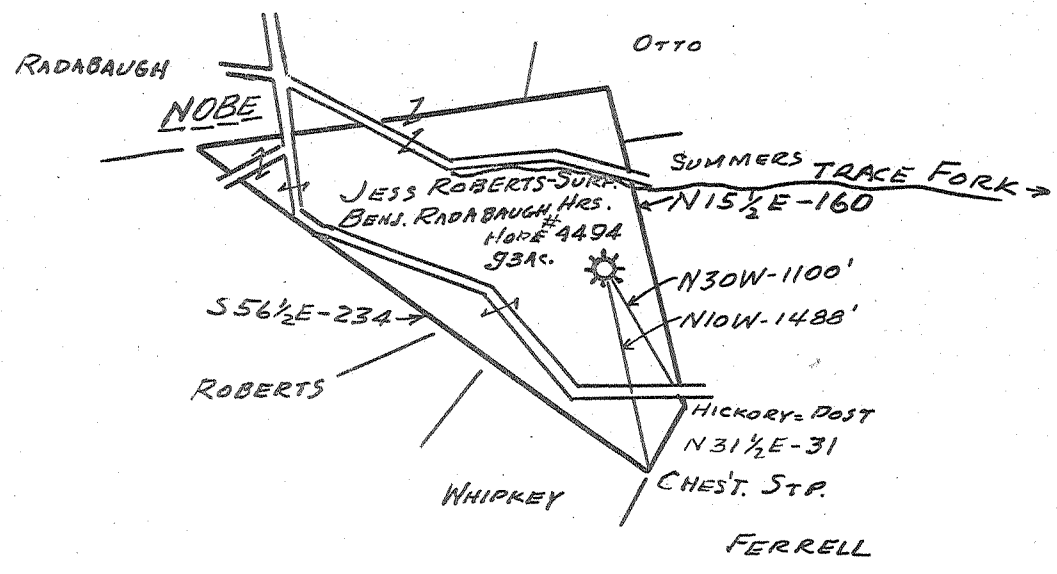 OTTO
RADABAUGH
NOBE
SUMMERS
TRACE FORK
JESS ROBERTS-SURF.
N15½E-160
BENJ. RADABAUGH HRS.
HOPE #4494
93AC.
N30W-1100'
S56½E-234
N10W-1488'
ROBERTS
HICKORY=POST
N31½E-31
CHES'T. STP.
WHIPKEY
FERRELL